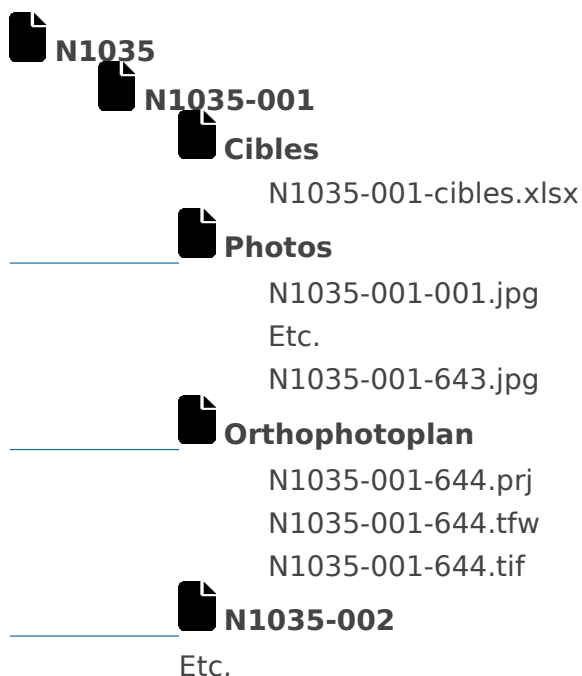 N1035
N1035-001
Cibles
N1035-001-cibles.xlsx
Photos
N1035-001-001.jpg
Etc.
N1035-001-643.jpg
Orthophotoplan
N1035-001-644.prj
N1035-001-644.tfw
N1035-001-644.tif
N1035-002
Etc.